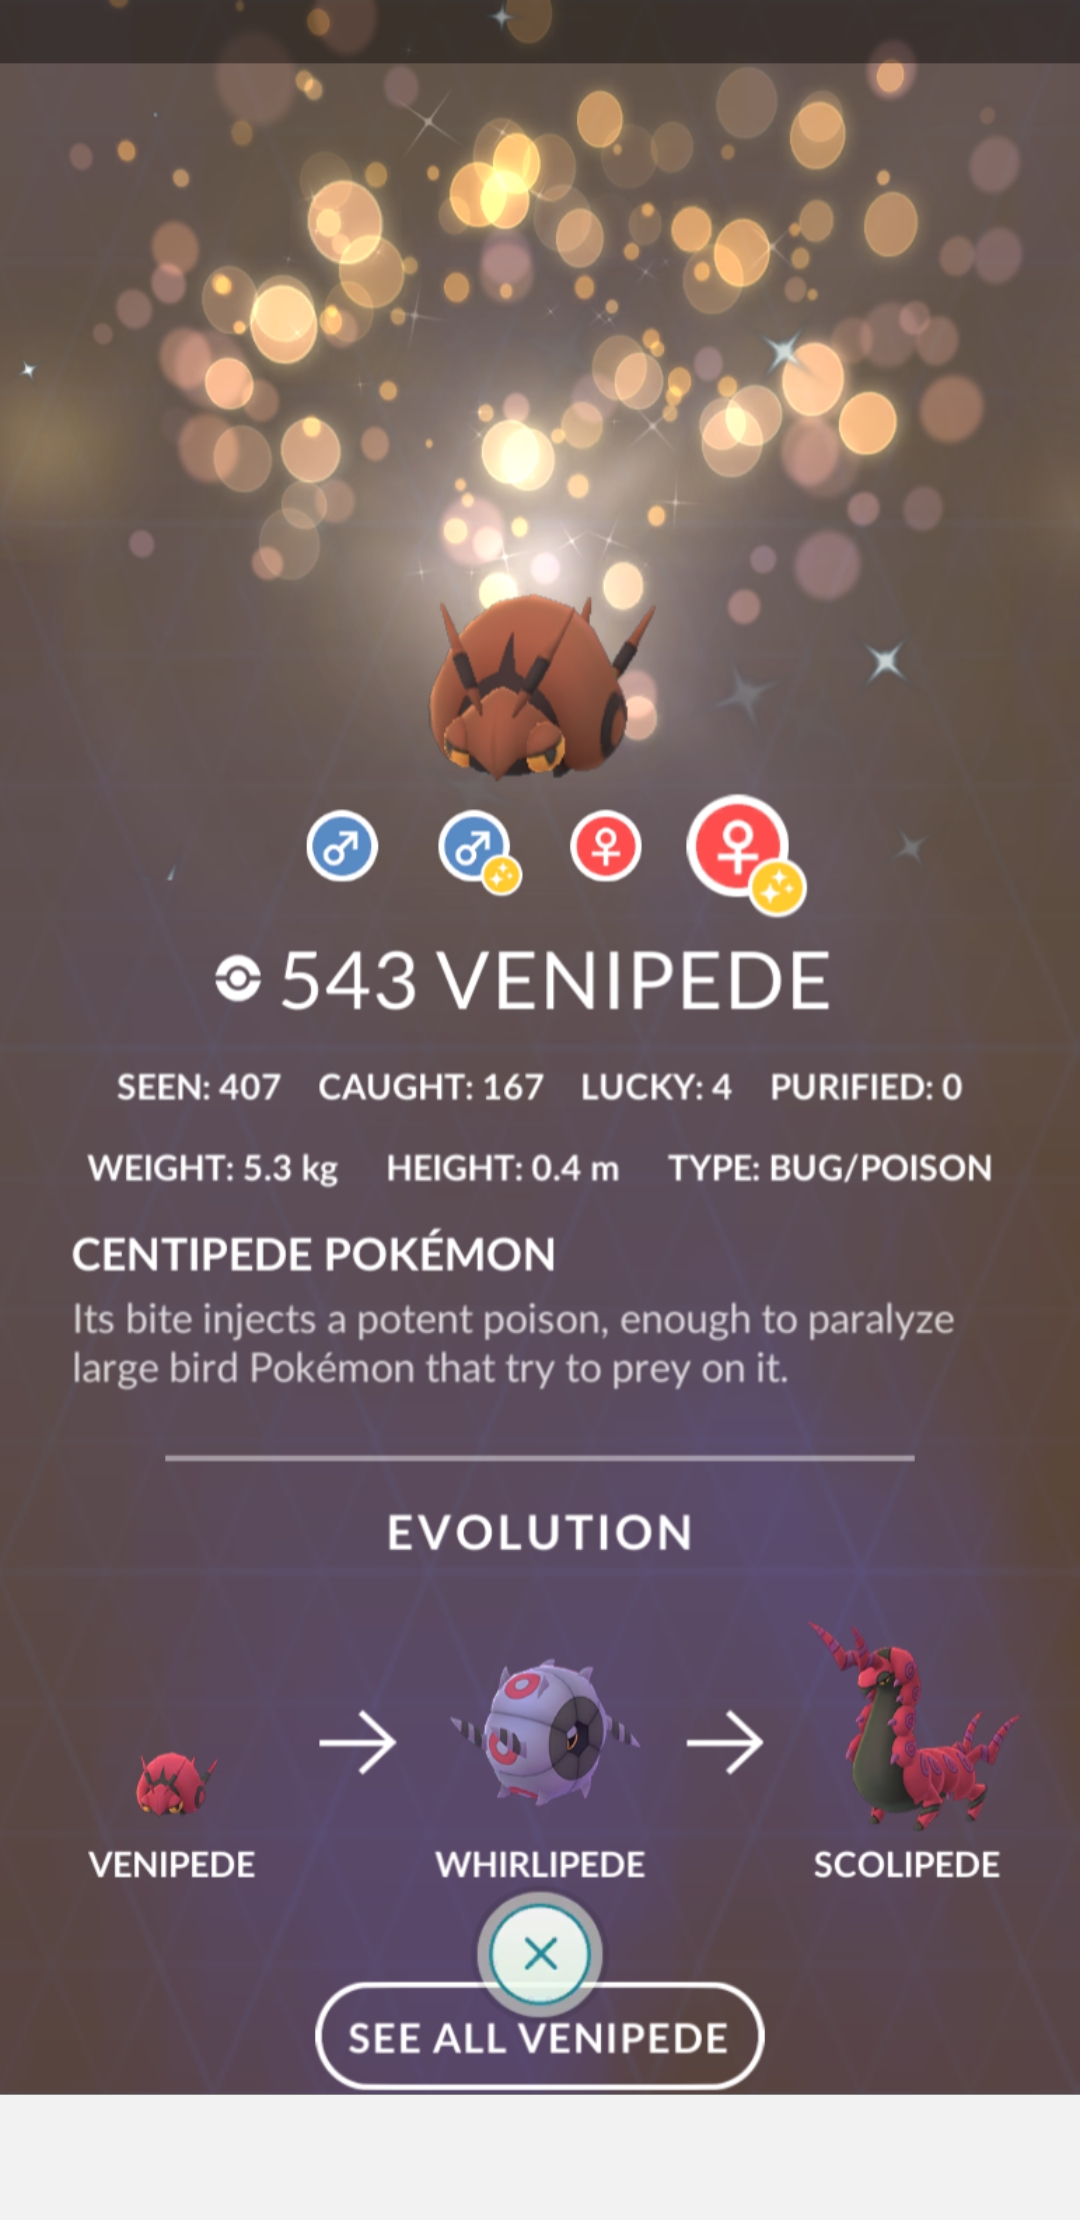 543 VENIPEDE
SEEN: 407 CAUGHT: 167 LUCKY: 4 PURIFIED: 0
WEIGHT: 5.3 kg HEIGHT: 0.4 m TYPE: BUG/POISON
CENTIPEDE POKÉMON
Its bite injects a potent poison, enough to paralyze
large bird Pokémon that try to prey on it.
EVOLUTION
VENIPEDE WHIRLIPEDE SCOLIPEDE
SEE ALL VENIPEDE